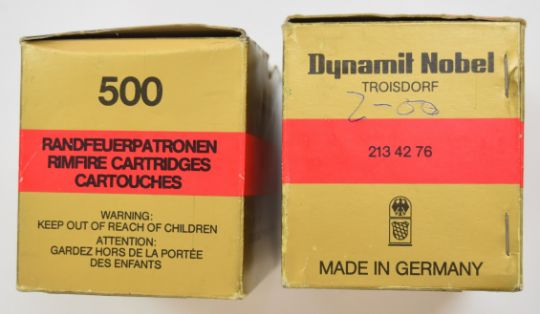 500
RANDFEUERPATRONEN
RIMFIRE CARTRIDGES
CARTOUCHES
WARNING:
KEEP OUT OF REACH OF CHILDREN
ATTENTION:
GARDEZ HORS DE LA PORTÉE
DES ENFANTS
Dynamit Nobel
TROISDORF
2-00
213 42 76
MADE IN GERMANY